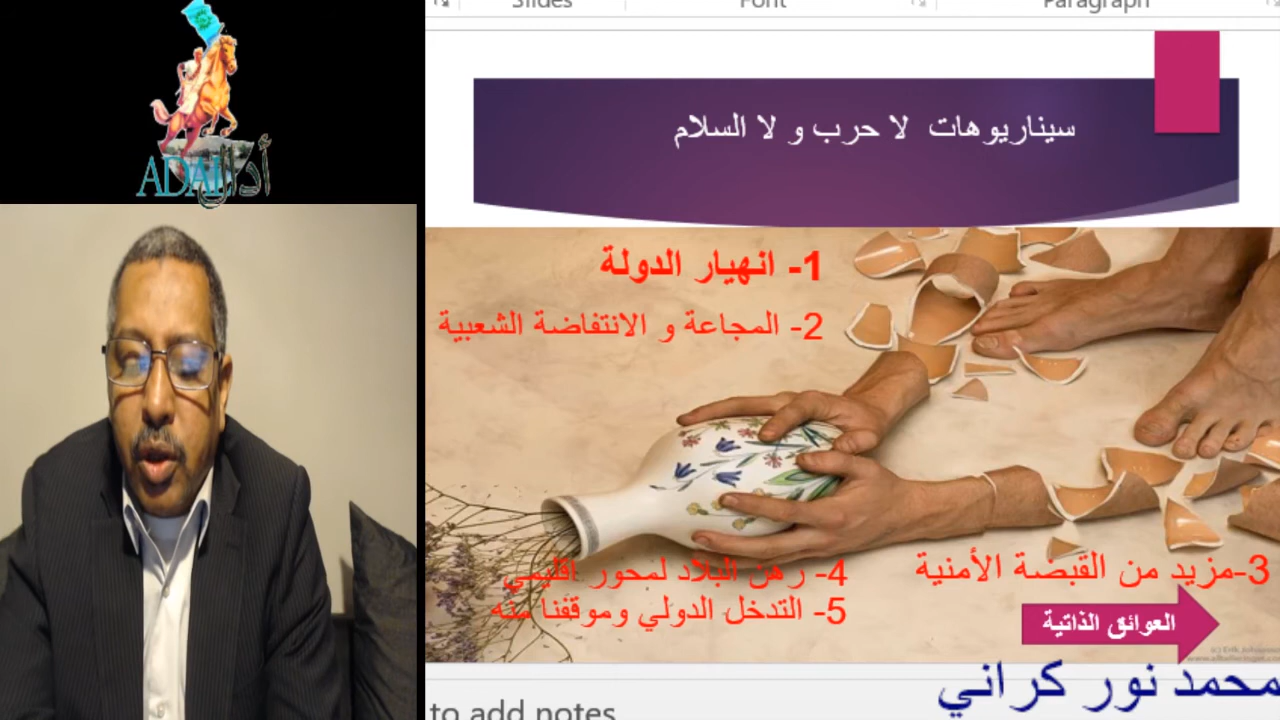 Slides Font Paragraph
ADAL أدال
سيناريوهات لا حرب و لا السلام
1- انهيار الدولة
2- المجاعة و الانتفاضة الشعبية
3-مزيد من القبضة الأمنية
4- رهن البلاد لمحور اقليمي
5- التدخل الدولي وموقفنا منه
العوائق الذاتية
محمد نور كراني
to add notes